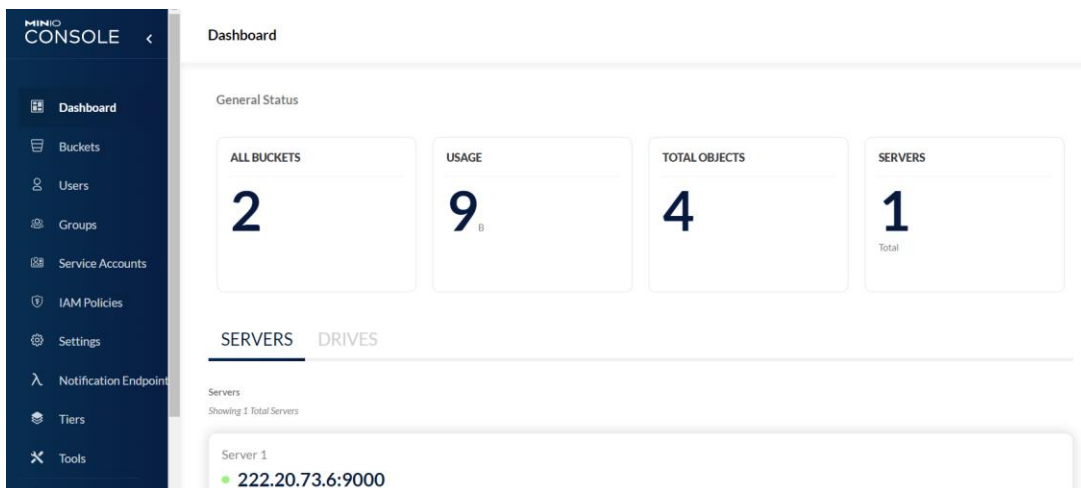 MINIO
CONSOLE <
Dashboard
Dashboard
Buckets
Users
Groups
Service Accounts
IAM Policies
Settings
λ Notification Endpoint
Tiers
Tools
General Status
ALL BUCKETS
2
USAGE
9 B
TOTAL OBJECTS
4
SERVERS
1
Total
SERVERS DRIVES
Servers
Showing 1 Total Servers
Server 1
222.20.73.6:9000